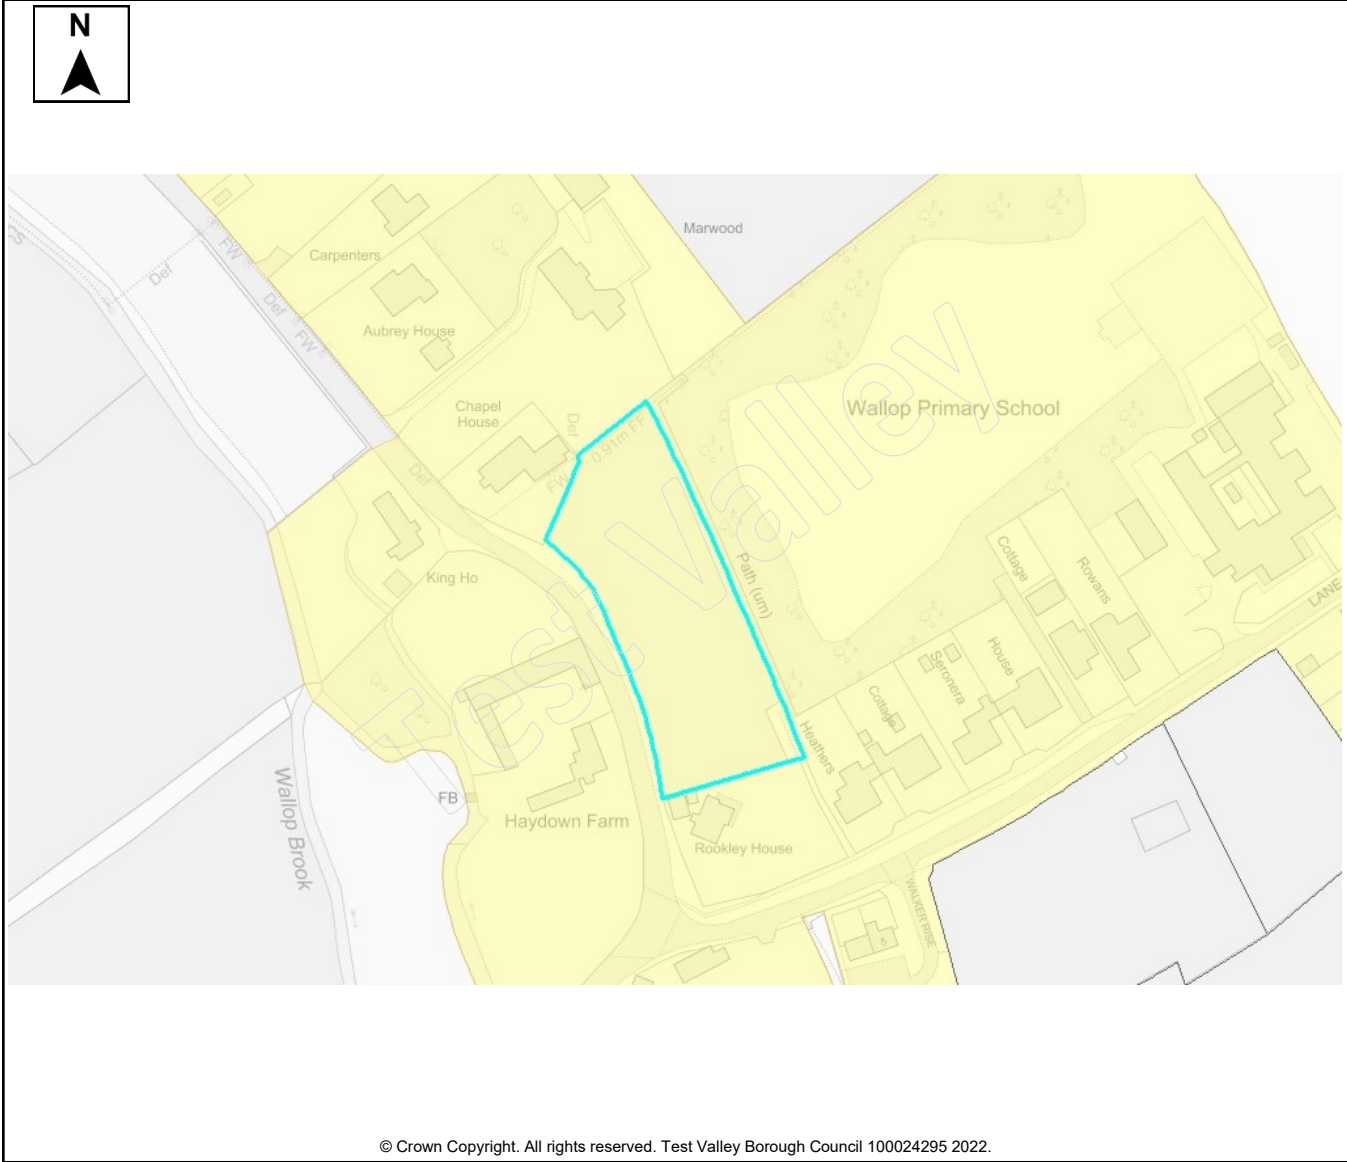 N
Marwood
Carpenters
CS
Def
FW
Def
FW
Aubrey House
Chapel
House
Def
0.91m FF
FW
Def
Wallop Primary School
King Ho
Path (um)
Cottage
Rowans
LANE
House
Seronera
Cottage
Heathers
Wallop Brook
FB
Haydown Farm
Rookley House
WALKER RISE
5
Test Valley
© Crown Copyright. All rights reserved. Test Valley Borough Council 100024295 2022.